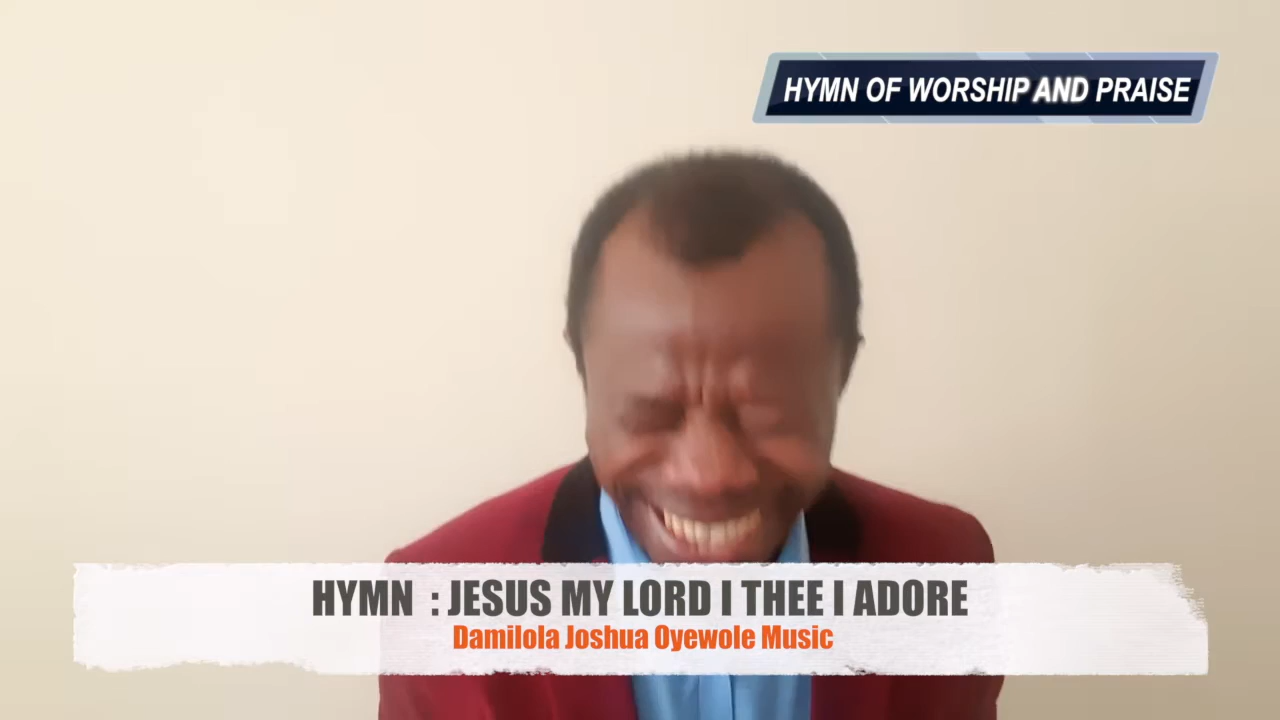 HYMN OF WORSHIP AND PRAISE
HYMN : JESUS MY LORD I THEE I ADORE
Damilola Joshua Oyewole Music